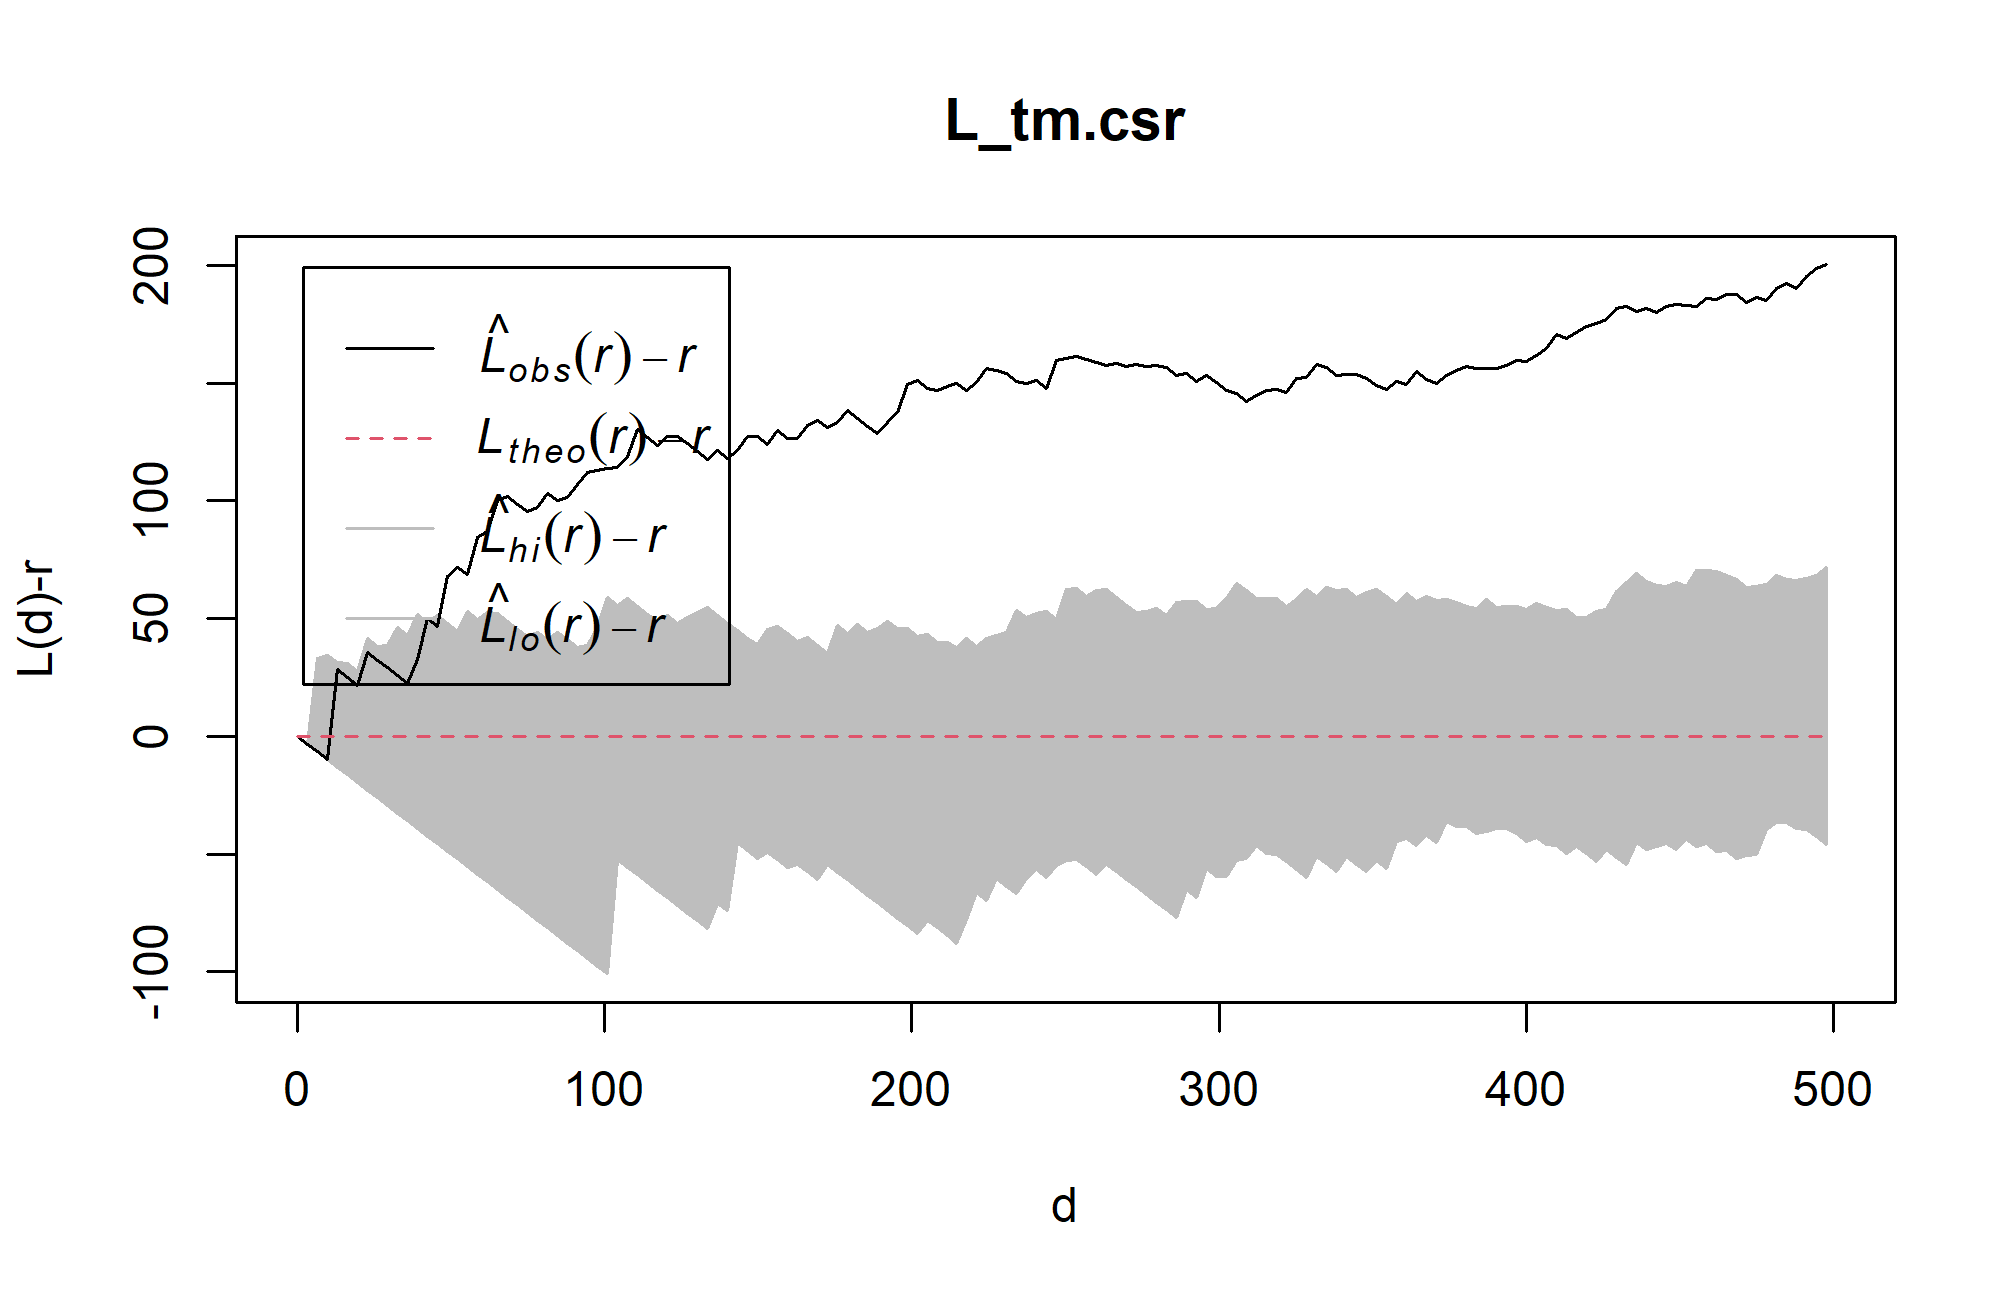 L_tm.csr
L(d)-r
200
100
50
0
-100
L̂obs(r) – r
Ltheo(r) – r
L̂hi(r) – r
L̂lo(r) – r
0 100 200 300 400 500
d